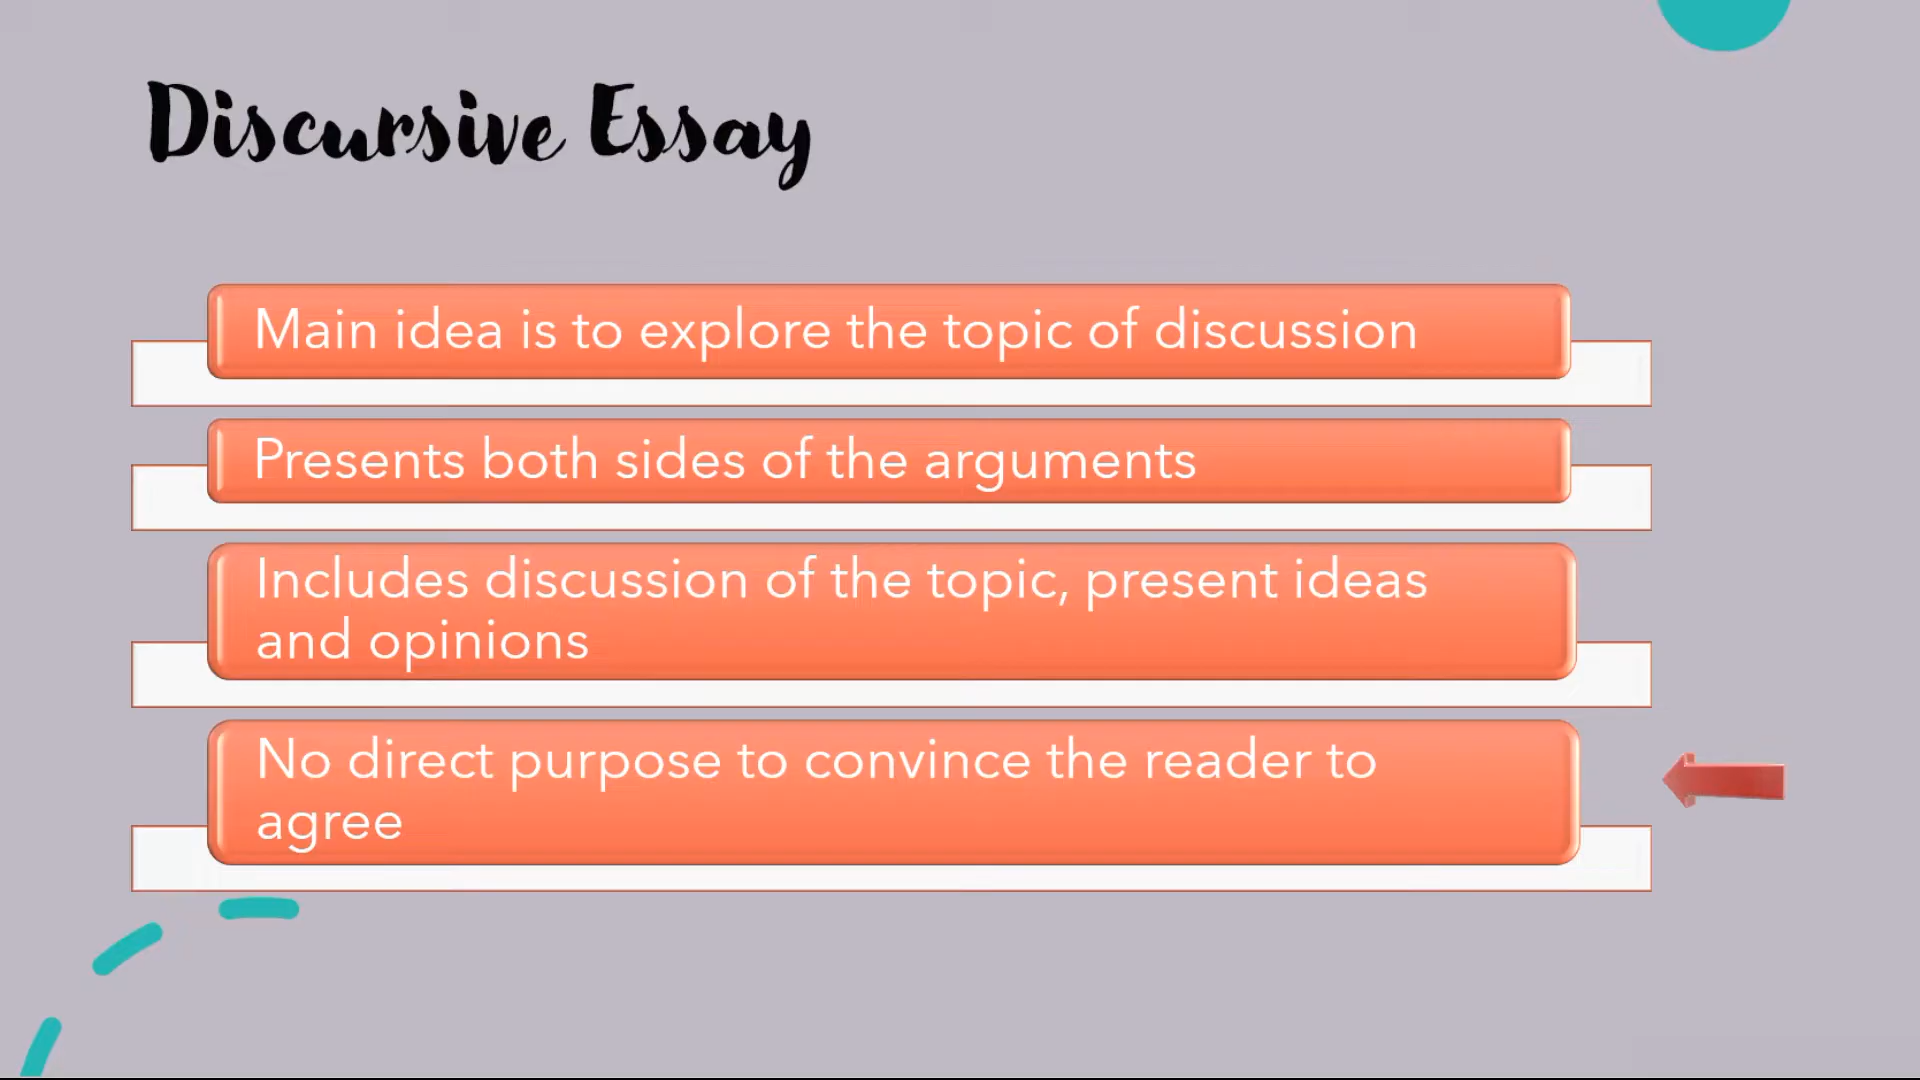 Discursive Essay
Main idea is to explore the topic of discussion
Presents both sides of the arguments
Includes discussion of the topic, present ideas
and opinions
No direct purpose to convince the reader to
agree